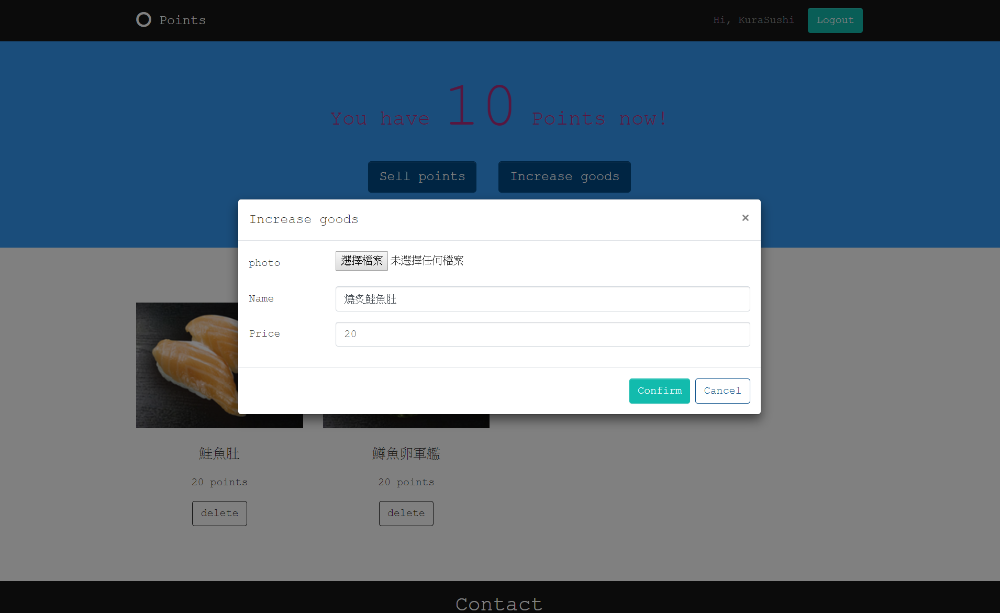 Points
Hi, KuraSushi
Logout
You have 10 Points now!
Sell points
Increase goods
Increase goods
×
photo
選擇檔案 未選擇任何檔案
Name
燒炙鮭魚肚
Price
20
Confirm
Cancel
鮭魚肚
鱒魚卵軍艦
20 points
20 points
delete
delete
Contact